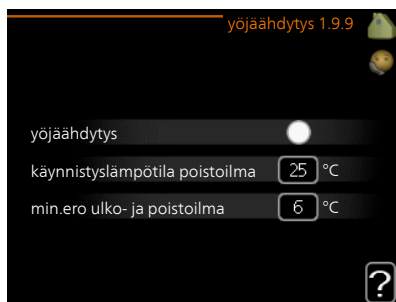 yöjäähdytys 1.9.9
yöjäähdytys
käynnistyslämpötila poistoilma 25 °C
min.ero ulko- ja poistoilma 6 °C
?